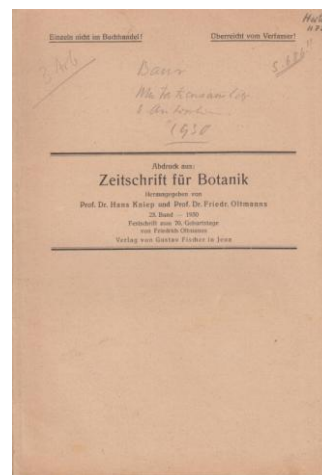 Einzeln nicht im Buchhandel!
Überreicht vom Verfasser!
Baur
1930
Abdruck aus:
Zeitschrift für Botanik
Herausgegeben von
Prof. Dr. Hans Kniep und Prof. Dr. Friedr. Oltmanns
23. Band — 1930
Festschrift zum 70. Geburtstage
von Friedrich Oltmanns
Verlag von Gustav Fischer in Jena